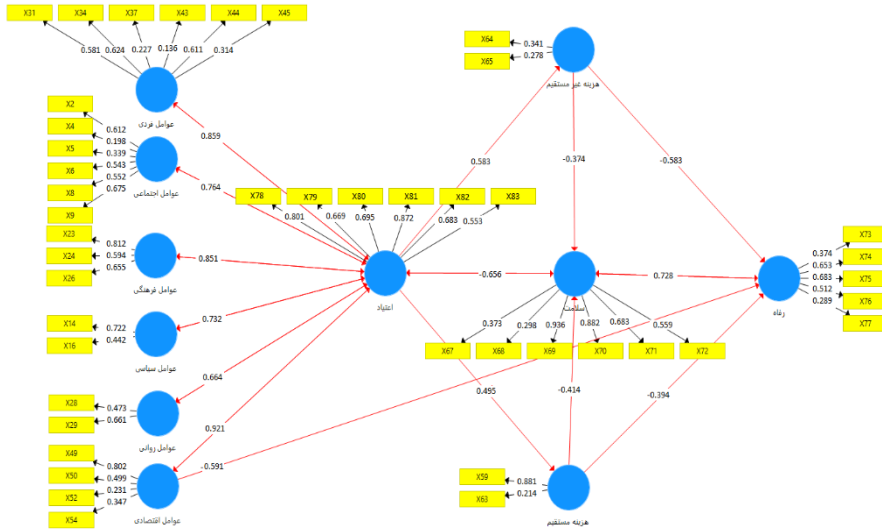 X31 X34 X37 X43 X44 X45
0.581 0.624 0.227 0.136 0.611 0.314
عوامل فردی
X2
X4
X5
X6
X8
X9
0.612
0.198
0.339
0.543
0.552
0.675
عوامل اجتماعی
X23
X24
X26
0.812
0.594
0.655
عوامل فرهنگی
X14
X16
0.722
0.442
عوامل سیاسی
X28
X29
0.473
0.661
عوامل روانی
X49
X50
X52
X54
0.802
0.499
0.231
0.347
عوامل اقتصادی
0.859
0.764
0.851
0.732
0.664
0.921
-0.591
X78 X79 X80 X81 X82 X83
0.801 0.669 0.695 0.872 0.683 0.553
اعتیاد
0.583
-0.656
0.495
X64
X65
0.341
0.278
هزینه غیر مستقیم
-0.374
-0.583
سلامت
0.373 0.298 0.936 0.882 0.683 0.559
X67 X68 X69 X70 X71 X72
0.728
-0.414
-0.394
X59
X63
0.881
0.214
هزینه مستقیم
X73
X74
X75
X76
X77
0.374
0.653
0.683
0.512
0.289
رفاه